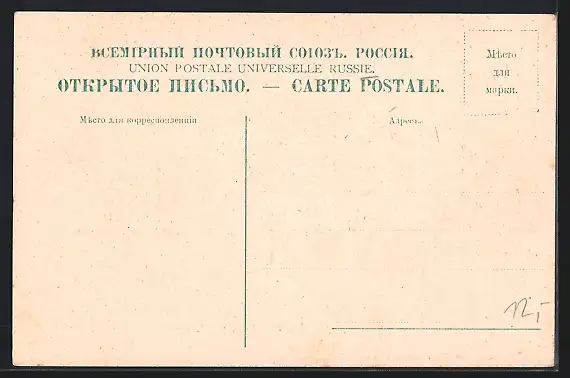 ВСЕМІРНЫЙ ПОЧТОВЫЙ СОЮЗЪ. РОССІЯ.
UNION POSTALE UNIVERSELLE RUSSIE.
ОТКРЫТОЕ ПИСЬМО. — CARTE POSTALE.
Мѣсто
для
марки.
Мѣсто для корреспонденціи
Адресъ.
12,-